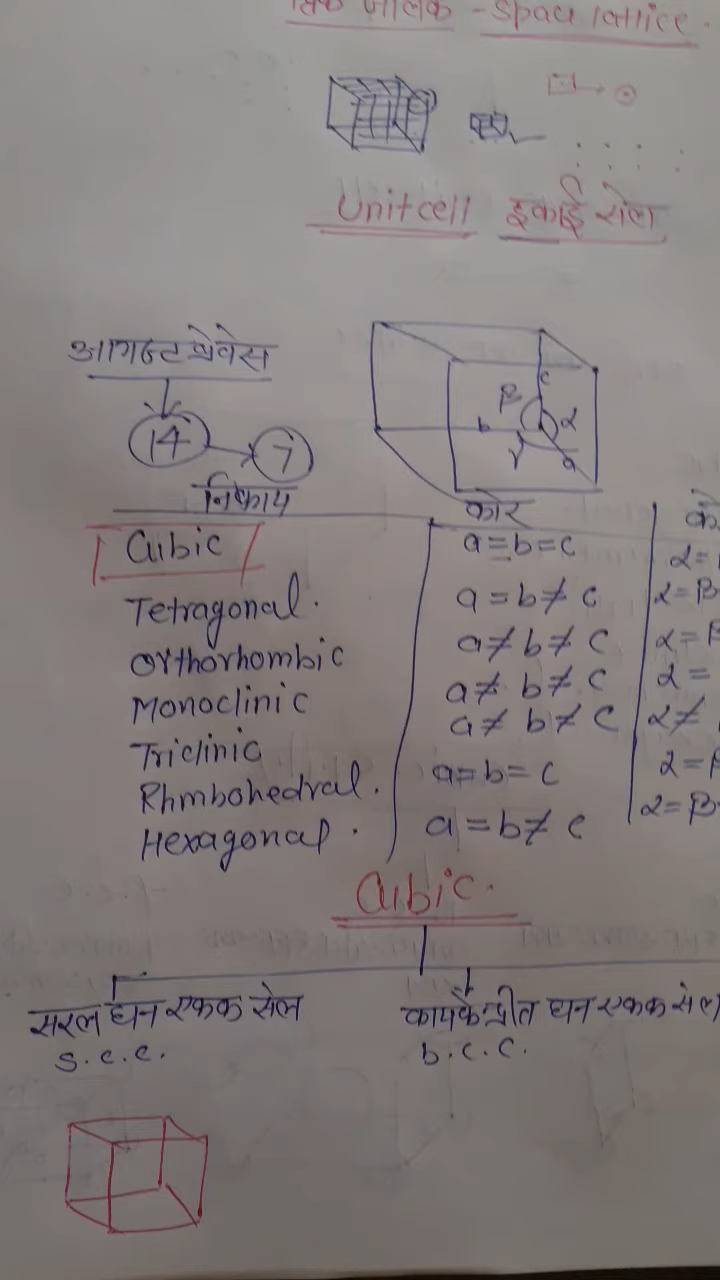 जालक - Space lattice.
Unitcell इकाई सेल
आगस्ट ब्रेवेस
14 → 7
c
β α
b γ a
निकाय कोर
Cubic a=b=c α=
Tetragonal. a=b≠c α=β
Orthorhombic a≠b≠c α=β
Monoclinic a≠b≠c α=
Triclinic a≠b≠c α≠
Rhmbohedral. a=b=c α=β
Hexagonal. a=b≠c α=β
Cubic.
सरल घन एकक सेल कायकेन्द्रीत घन एकक सेल
S.C.C. b.C.C.